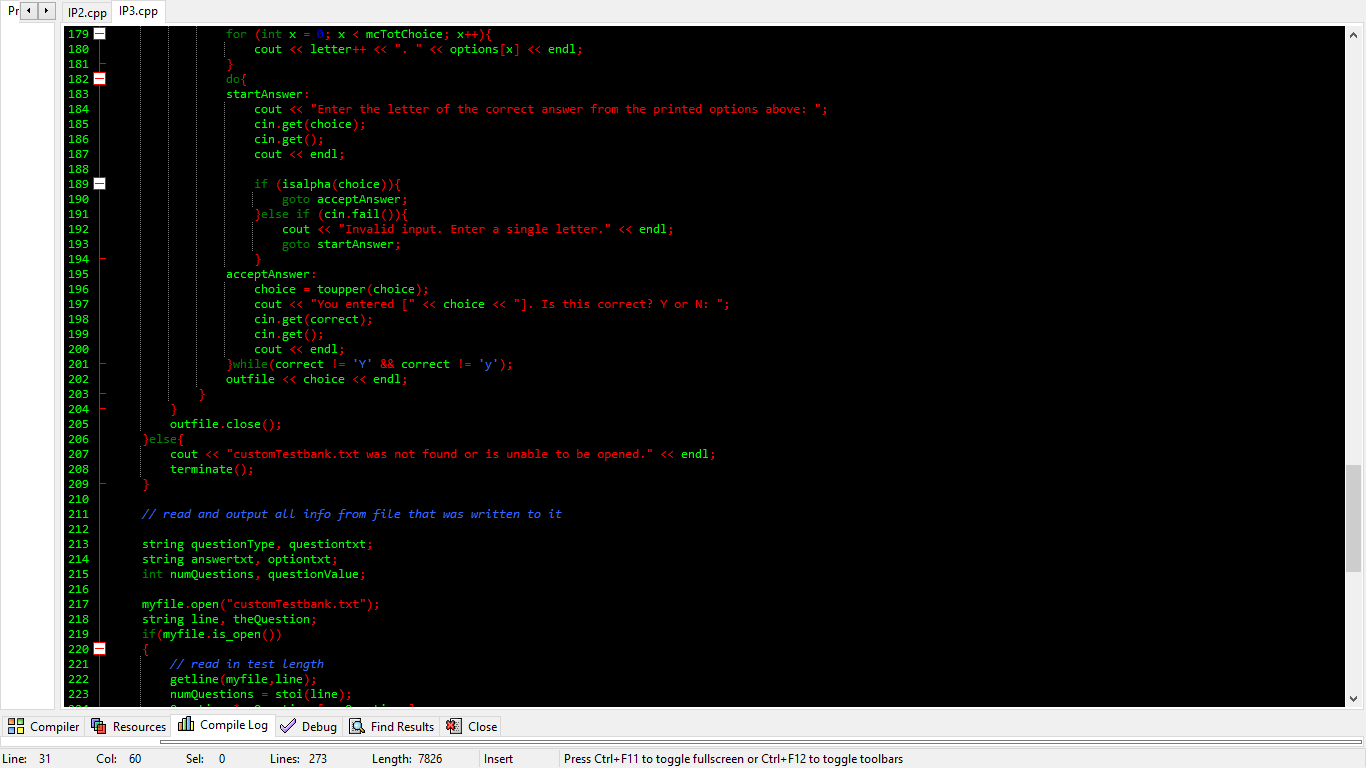 Pr IP2.cpp IP3.cpp
179 for (int x = 0; x < mcTotChoice; x++){
180 cout << letter++ << ". " << options[x] << endl;
181 }
182 do{
183 startAnswer:
184 cout << "Enter the letter of the correct answer from the printed options above: ";
185 cin.get(choice);
186 cin.get();
187 cout << endl;
188
189 if (isalpha(choice)){
190 goto acceptAnswer;
191 }else if (cin.fail()){
192 cout << "Invalid input. Enter a single letter." << endl;
193 goto startAnswer;
194 }
195 acceptAnswer:
196 choice = toupper(choice);
197 cout << "You entered [" << choice << "]. Is this correct? Y or N: ";
198 cin.get(correct);
199 cin.get();
200 cout << endl;
201 }while(correct != 'Y' && correct != 'y');
202 outfile << choice << endl;
203 }
204 }
205 outfile.close();
206 }else{
207 cout << "customTestbank.txt was not found or is unable to be opened." << endl;
208 terminate();
209 }
210
211 // read and output all info from file that was written to it
212
213 string questionType, questiontxt;
214 string answertxt, optiontxt;
215 int numQuestions, questionValue;
216
217 myfile.open("customTestbank.txt");
218 string line, theQuestion;
219 if(myfile.is_open())
220 {
221 // read in test length
222 getline(myfile,line);
223 numQuestions = stoi(line);
Compiler Resources Compile Log Debug Find Results Close
Line: 31 Col: 60 Sel: 0 Lines: 273 Length: 7826 Insert Press Ctrl+F11 to toggle fullscreen or Ctrl+F12 to toggle toolbars